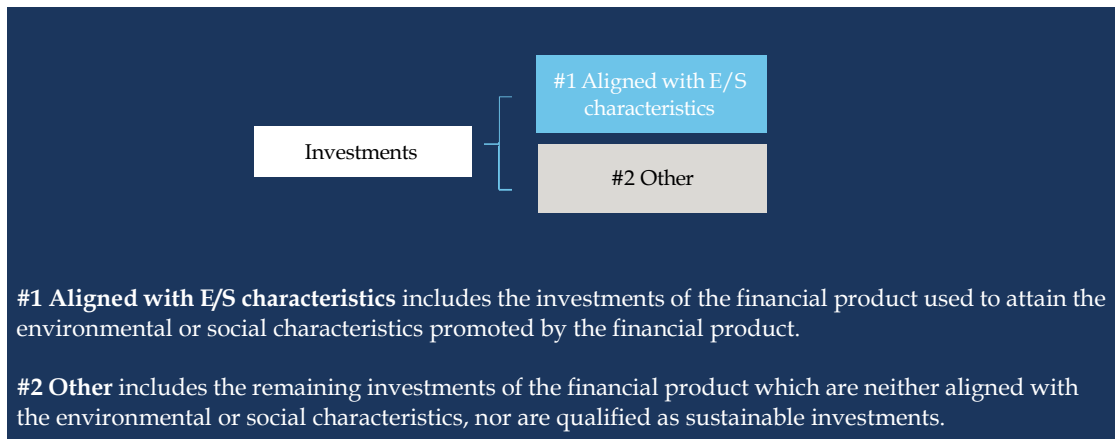 #1 Aligned with E/S
characteristics
Investments
#2 Other
#1 Aligned with E/S characteristics includes the investments of the financial product used to attain the
environmental or social characteristics promoted by the financial product.
#2 Other includes the remaining investments of the financial product which are neither aligned with
the environmental or social characteristics, nor are qualified as sustainable investments.